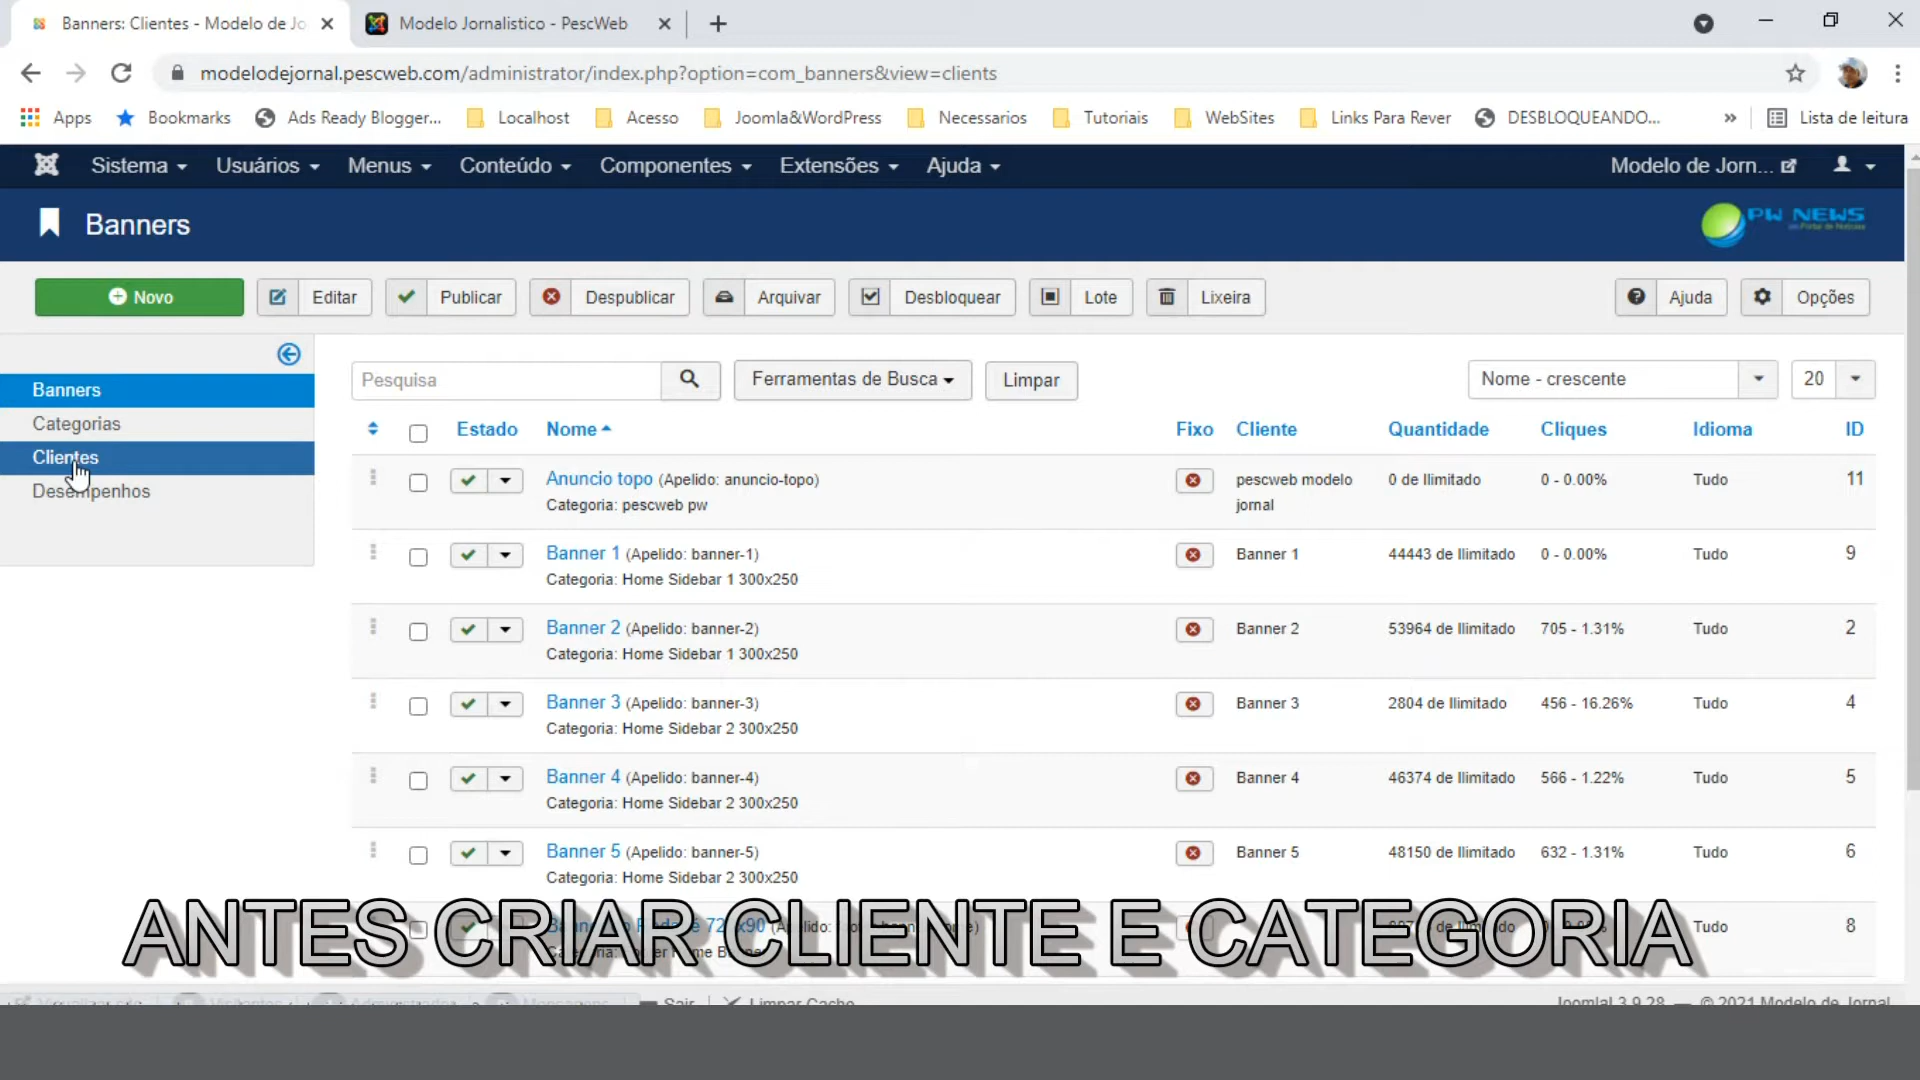 Banners: Clientes - Modelo de Jo
Modelo Jornalistico - PescWeb
modelodejornal.pescweb.com/administrator/index.php?option=com_banners&view=clients
Apps
Bookmarks
Ads Ready Blogger...
Localhost
Acesso
Joomla&WordPress
Necessarios
Tutoriais
WebSites
Links Para Rever
DESBLOQUEANDO...
»
Lista de leitura
Sistema
Usuários
Menus
Conteúdo
Componentes
Extensões
Ajuda
Modelo de Jorn...
Banners
PW NEWS
Novo
Editar
Publicar
Despublicar
Arquivar
Desbloquear
Lote
Lixeira
Ajuda
Opções
Banners
Categorias
Clientes
Desempenhos
Pesquisa
Ferramentas de Busca
Limpar
Nome - crescente
20
Estado Nome Fixo Cliente Quantidade Cliques Idioma ID
Anuncio topo (Apelido: anuncio-topo) pescweb modelo 0 de Ilimitado 0 - 0.00% Tudo 11
Categoria: pescweb pw jornal
Banner 1 (Apelido: banner-1) Banner 1 44443 de Ilimitado 0 - 0.00% Tudo 9
Categoria: Home Sidebar 1 300x250
Banner 2 (Apelido: banner-2) Banner 2 53964 de Ilimitado 705 - 1.31% Tudo 2
Categoria: Home Sidebar 1 300x250
Banner 3 (Apelido: banner-3) Banner 3 2804 de Ilimitado 456 - 16.26% Tudo 4
Categoria: Home Sidebar 2 300x250
Banner 4 (Apelido: banner-4) Banner 4 46374 de Ilimitado 566 - 1.22% Tudo 5
Categoria: Home Sidebar 2 300x250
Banner 5 (Apelido: banner-5) Banner 5 48150 de Ilimitado 632 - 1.31% Tudo 6
Categoria: Home Sidebar 2 300x250
Tudo 8
ANTES CRIAR CLIENTE E CATEGORIA
Sair
Limpar Cache
Joomla! 3.9.28 — © 2021 Modelo de Jornal